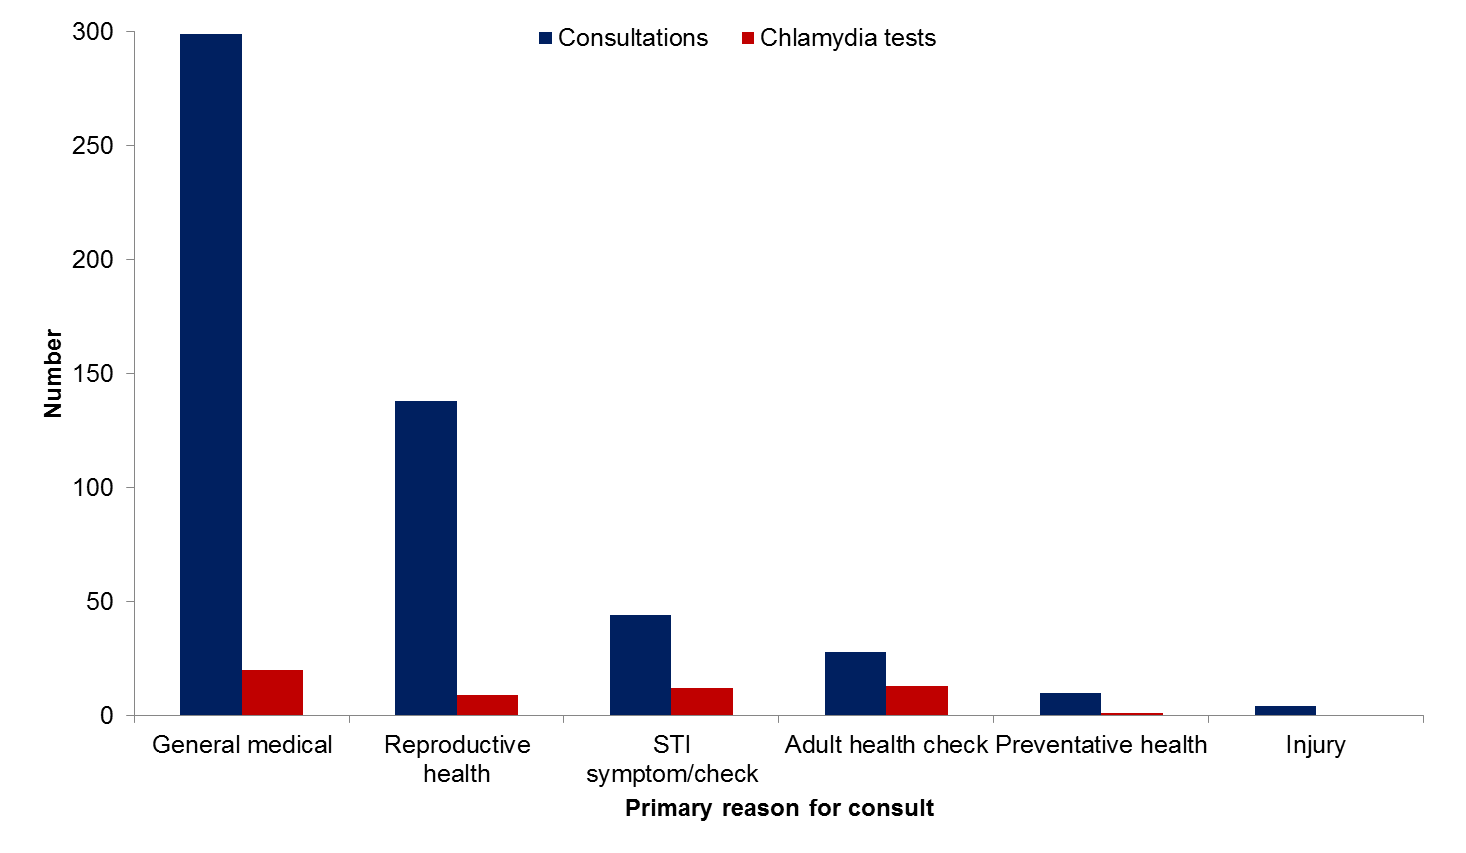 Consultations
Chlamydia tests
300
250
200
150
100
50
0
Number
General medical
Reproductive
health
STI
symptom/check
Adult health check
Preventative health
Injury
Primary reason for consult